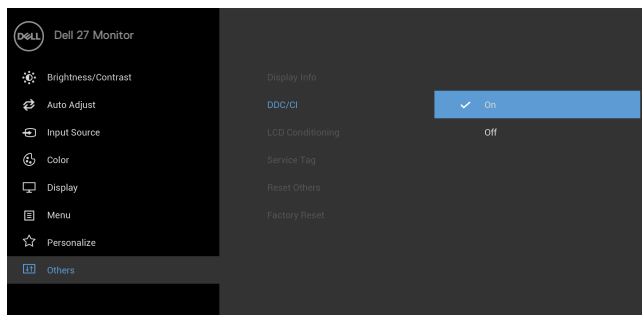 DELL Dell 27 Monitor
Brightness/Contrast
Auto Adjust
Input Source
Color
Display
Menu
Personalize
Others
Display Info
DDC/CI
LCD Conditioning
Service Tag
Reset Others
Factory Reset
On
Off